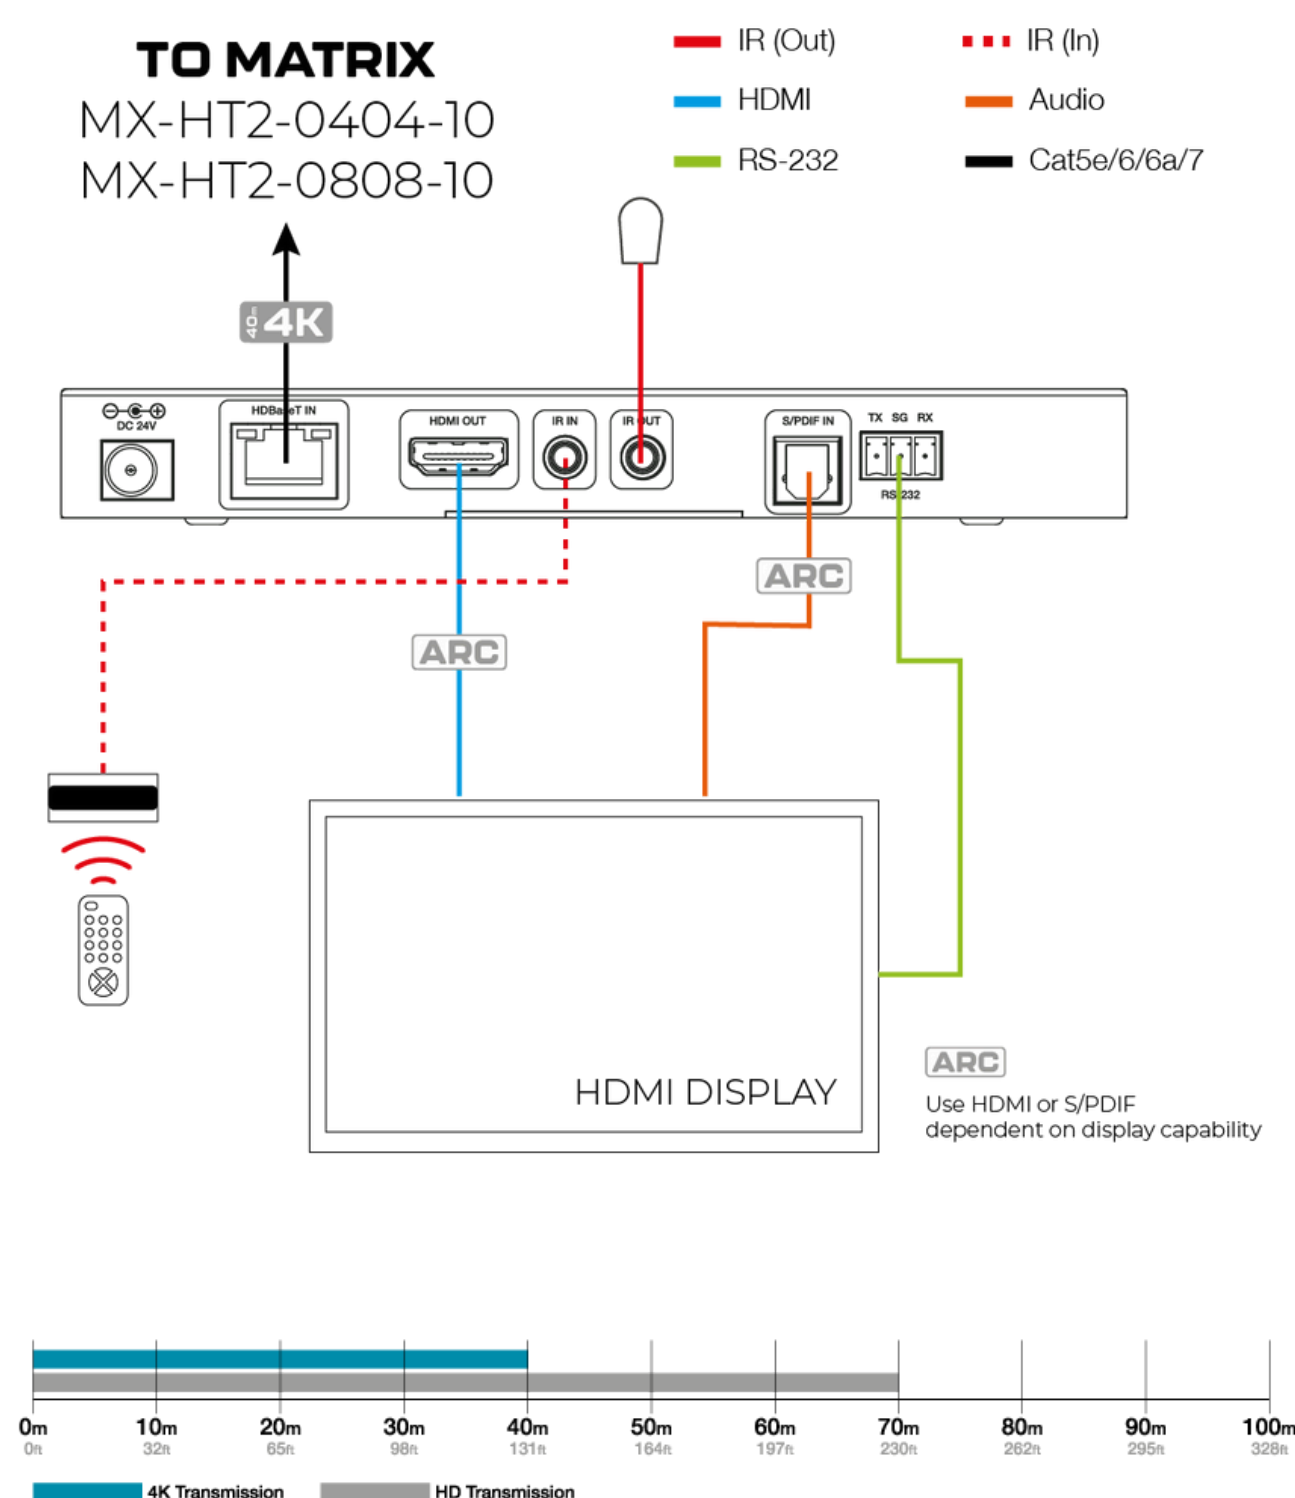 TO MATRIX
MX-HT2-0404-10
MX-HT2-0808-10
IR (Out)
IR (In)
HDMI
Audio
RS-232
Cat5e/6/6a/7
40m 4K
DC 24V
HDBaseT IN
HDMI OUT
IR IN
IR OUT
S/PDIF IN
TX SG RX
RS-232
ARC
ARC
HDMI DISPLAY
ARC
Use HDMI or S/PDIF
dependent on display capability
0m 10m 20m 30m 40m 50m 60m 70m 80m 90m 100m
0ft 32ft 65ft 98ft 131ft 164ft 197ft 230ft 262ft 295ft 328ft
4K Transmission
HD Transmission